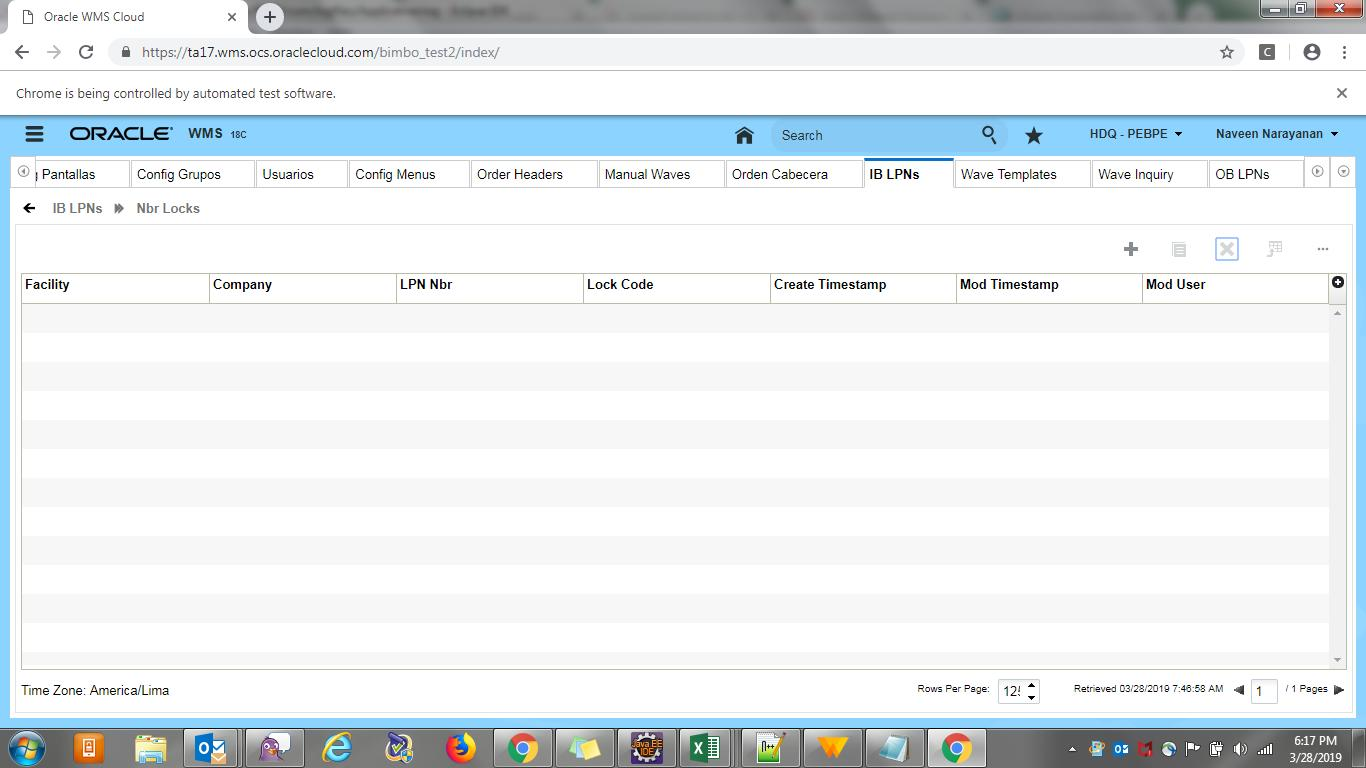 Oracle WMS Cloud
https://ta17.wms.ocs.oraclecloud.com/bimbo_test2/index/
C
Chrome is being controlled by automated test software.
ORACLE WMS 18C Search HDQ - PEBPE Naveen Narayanan
Pantallas Config Grupos Usuarios Config Menus Order Headers Manual Waves Orden Cabecera IB LPNs Wave Templates Wave Inquiry OB LPNs
IB LPNs Nbr Locks
Facility Company LPN Nbr Lock Code Create Timestamp Mod Timestamp Mod User
Time Zone: America/Lima Rows Per Page: Retrieved 03/28/2019 7:46:58 AM 1 / 1 Pages
Java EE
IDE
6:17 PM
3/28/2019